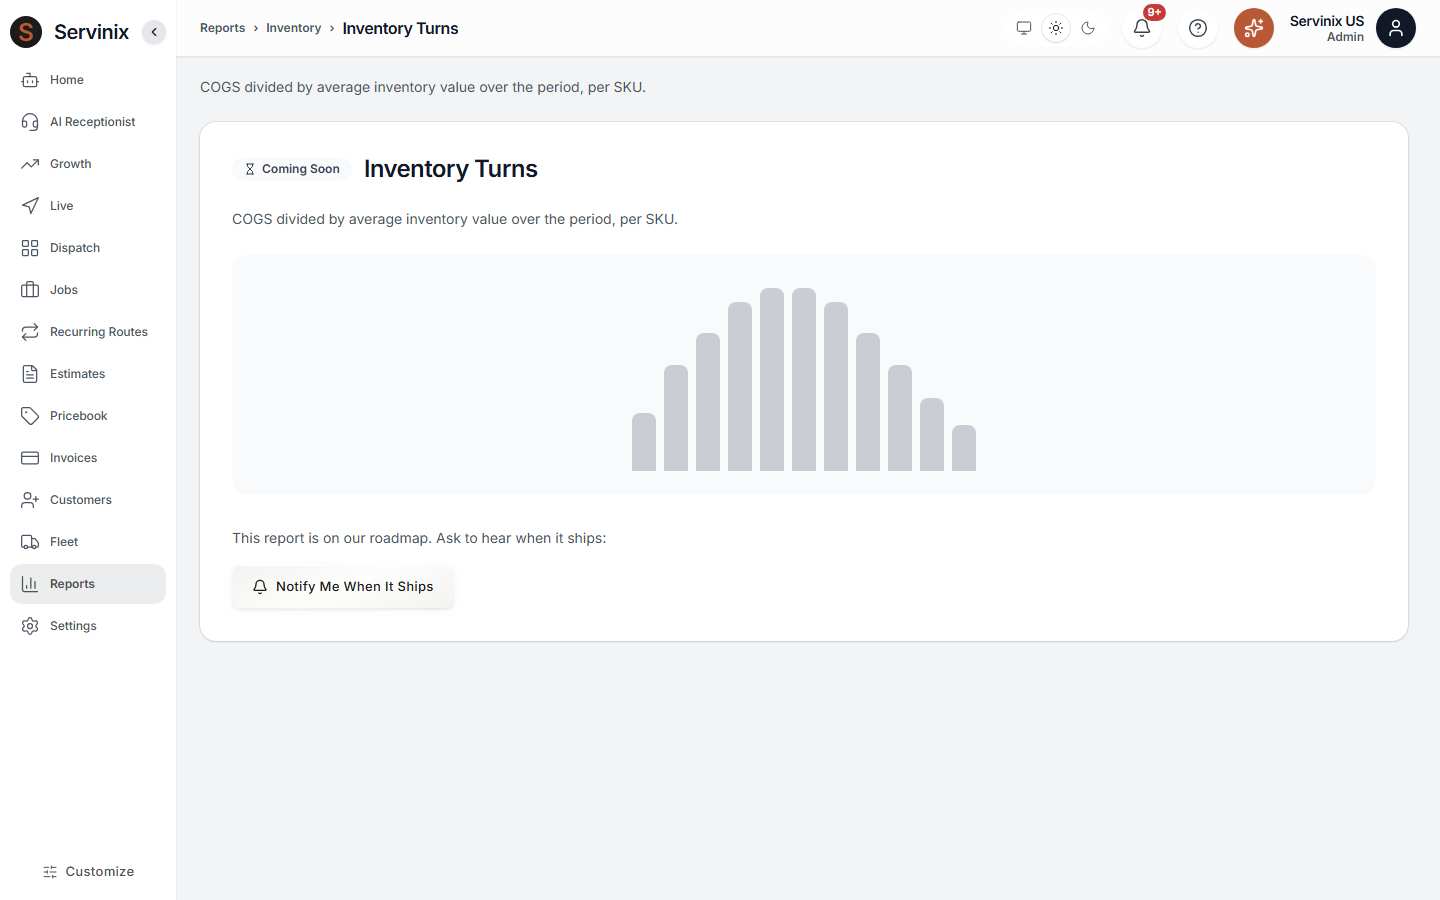 S Servinix
Home
AI Receptionist
Growth
Live
Dispatch
Jobs
Recurring Routes
Estimates
Pricebook
Invoices
Customers
Fleet
Reports
Settings
Customize
Reports › Inventory › Inventory Turns
9+
Servinix US
Admin
COGS divided by average inventory value over the period, per SKU.
Coming Soon Inventory Turns
COGS divided by average inventory value over the period, per SKU.
This report is on our roadmap. Ask to hear when it ships:
Notify Me When It Ships